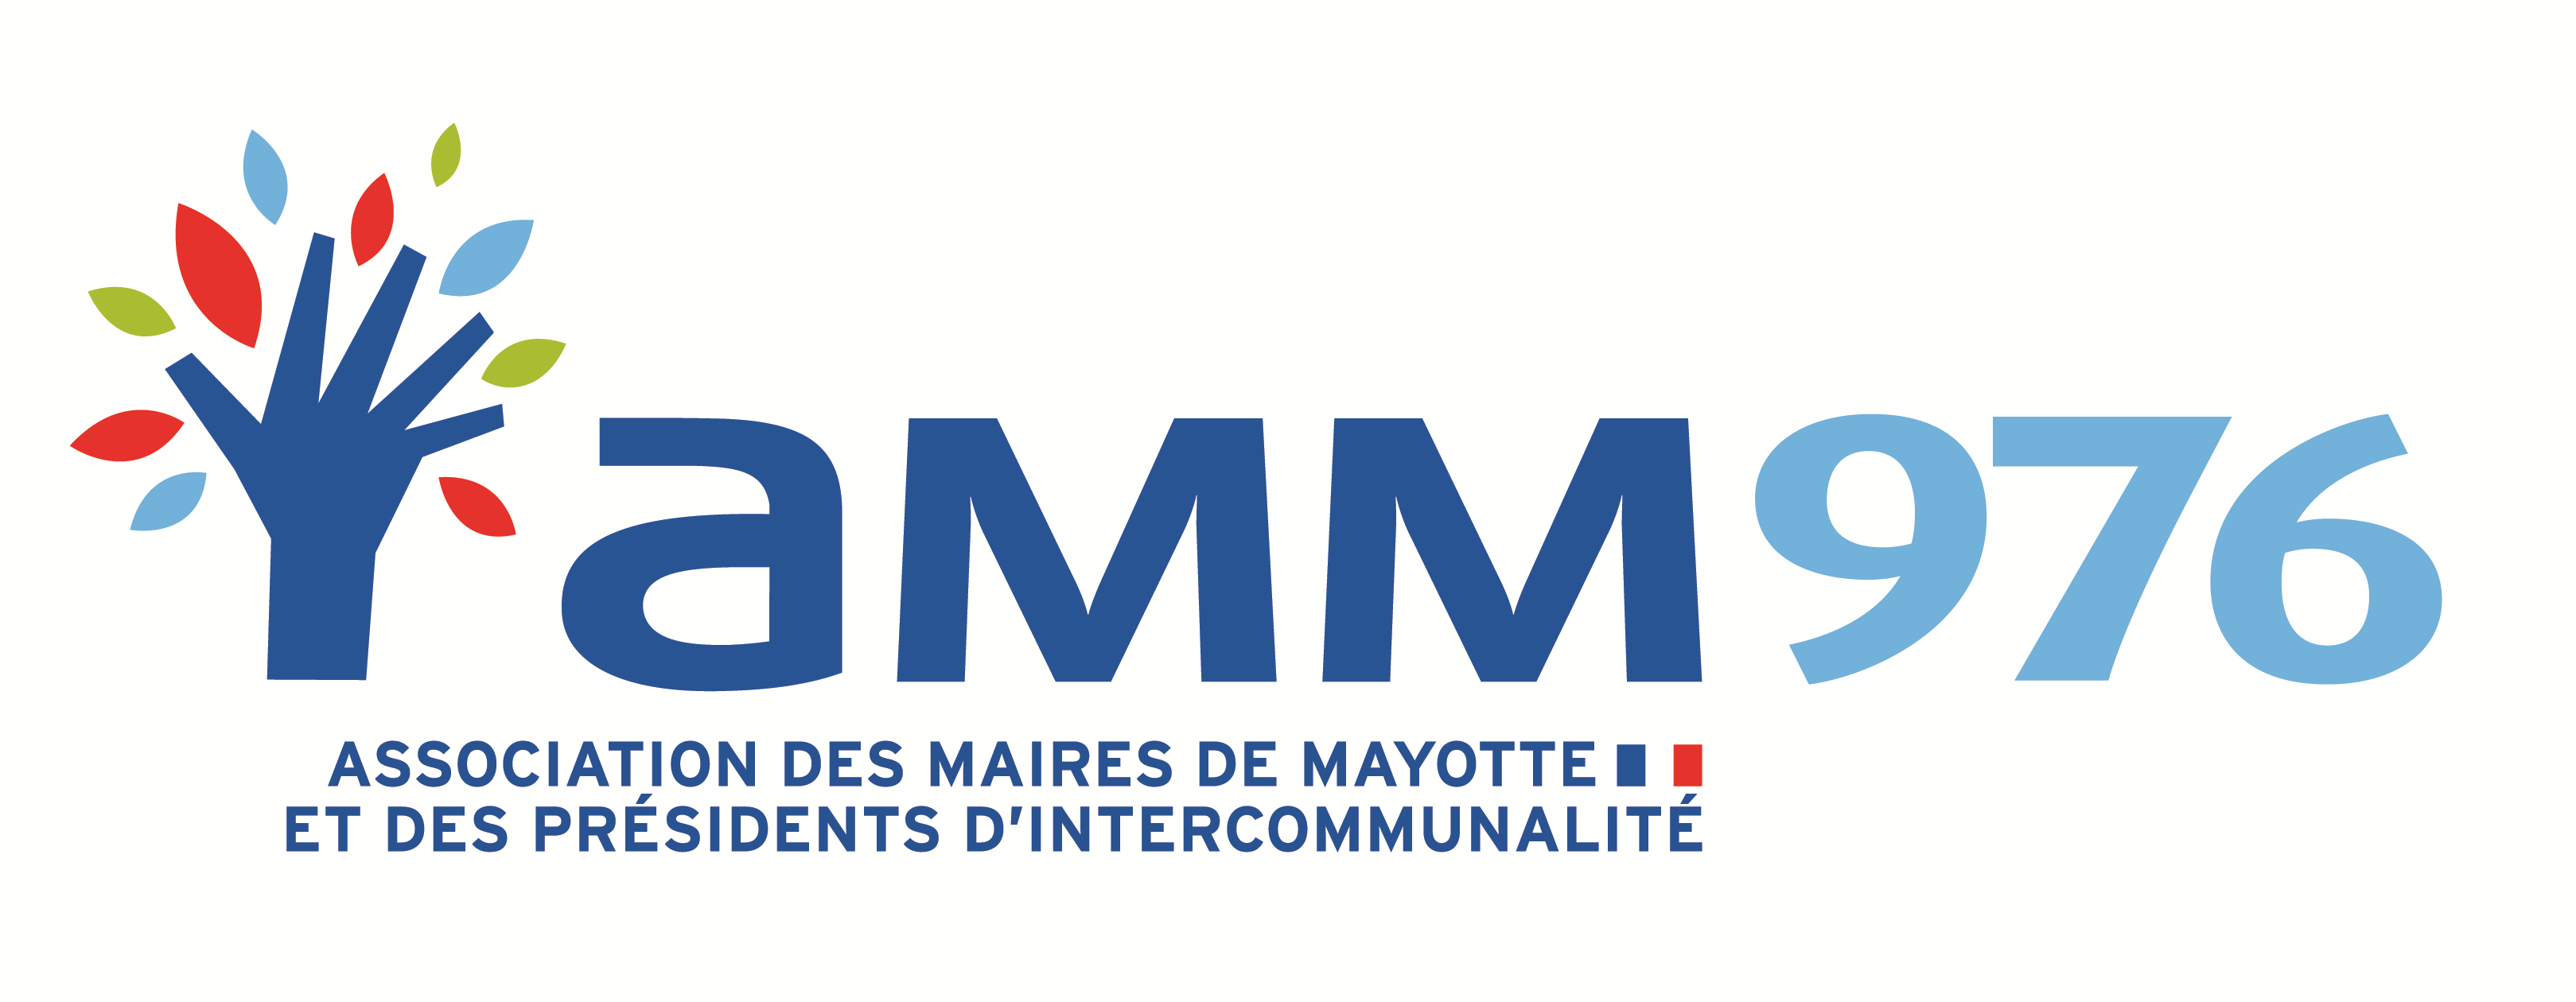 aMM976
ASSOCIATION DES MAIRES DE MAYOTTE
ET DES PRÉSIDENTS D'INTERCOMMUNALITÉ